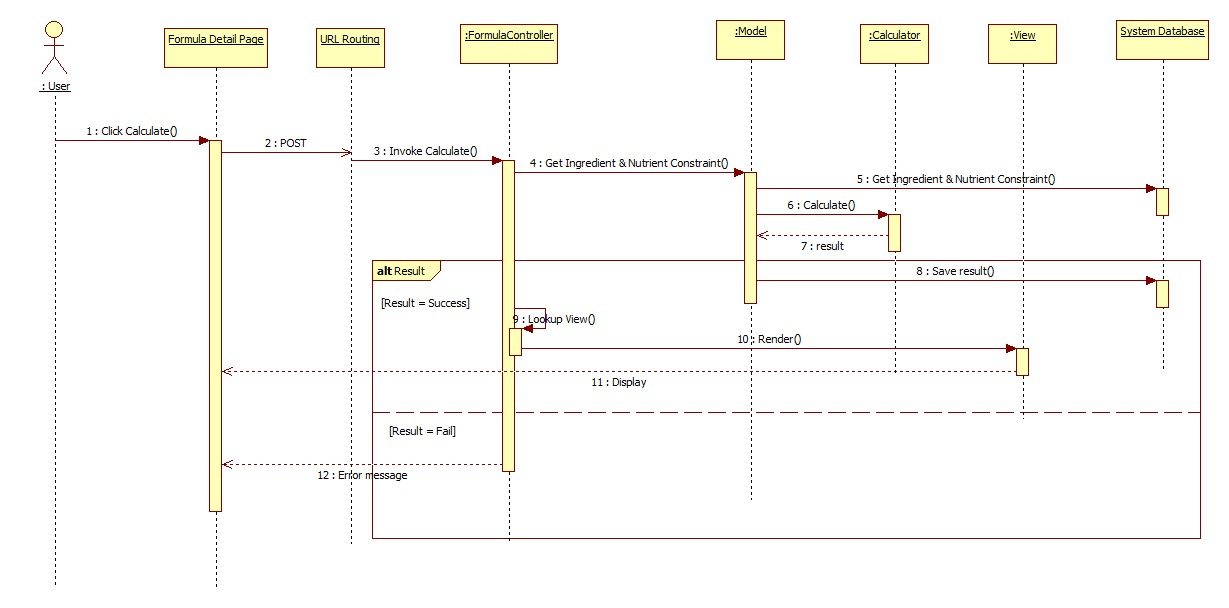 Formula Detail Page
URL Routing
:FormulaController
:Model
:Calculator
:View
System Database
: User
1 : Click Calculate()
2 : POST
3 : Invoke Calculate()
4 : Get Ingredient & Nutrient Constraint()
5 : Get Ingredient & Nutrient Constraint()
6 : Calculate()
7 : result
alt Result
8 : Save result()
[Result = Success]
9 : Lookup View()
10 : Render()
11 : Display
[Result = Fail]
12 : Error message